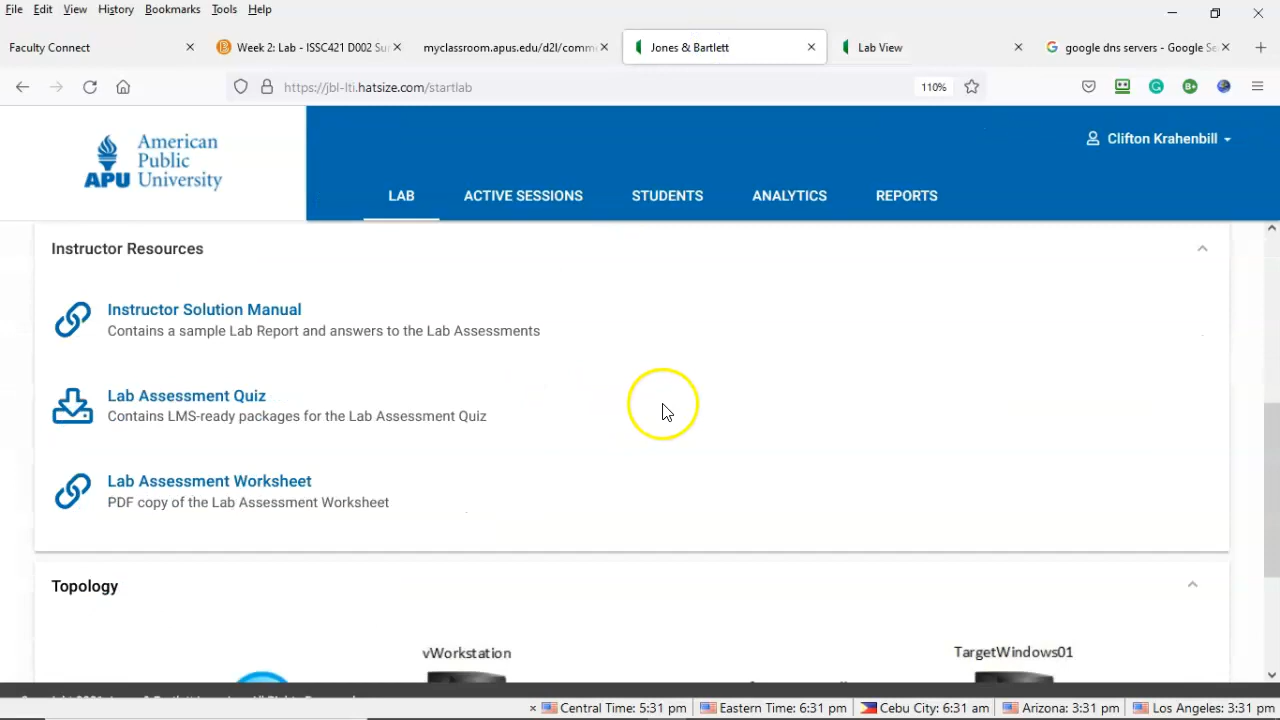 File Edit View History Bookmarks Tools Help
Faculty Connect
Week 2: Lab - ISSC421 D002 Su
myclassroom.apus.edu/d2l/comm
Jones & Bartlett
Lab View
google dns servers - Google Se
https://jbl-lti.hatsize.com/startlab
110%
American
Public
APU University
Clifton Krahenbill
LAB ACTIVE SESSIONS STUDENTS ANALYTICS REPORTS
Instructor Resources
Instructor Solution Manual
Contains a sample Lab Report and answers to the Lab Assessments
Lab Assessment Quiz
Contains LMS-ready packages for the Lab Assessment Quiz
Lab Assessment Worksheet
PDF copy of the Lab Assessment Worksheet
Topology
vWorkstation
TargetWindows01
Central Time: 5:31 pm Eastern Time: 6:31 pm Cebu City: 6:31 am Arizona: 3:31 pm Los Angeles: 3:31 pm